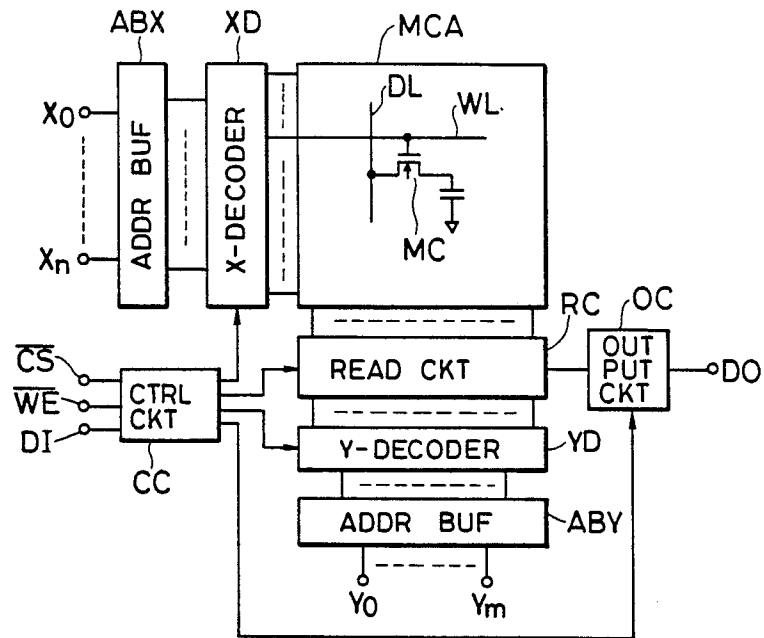 ABX
XD
MCA
DL
WL.
X0
ADDR BUF
X-DECODER
Xn
MC
RC
OC
CS
WE
DI
CTRL
CKT
CC
READ CKT
OUT
PUT
CKT
DO
Y-DECODER
YD
ADDR BUF
ABY
Y0
Ym